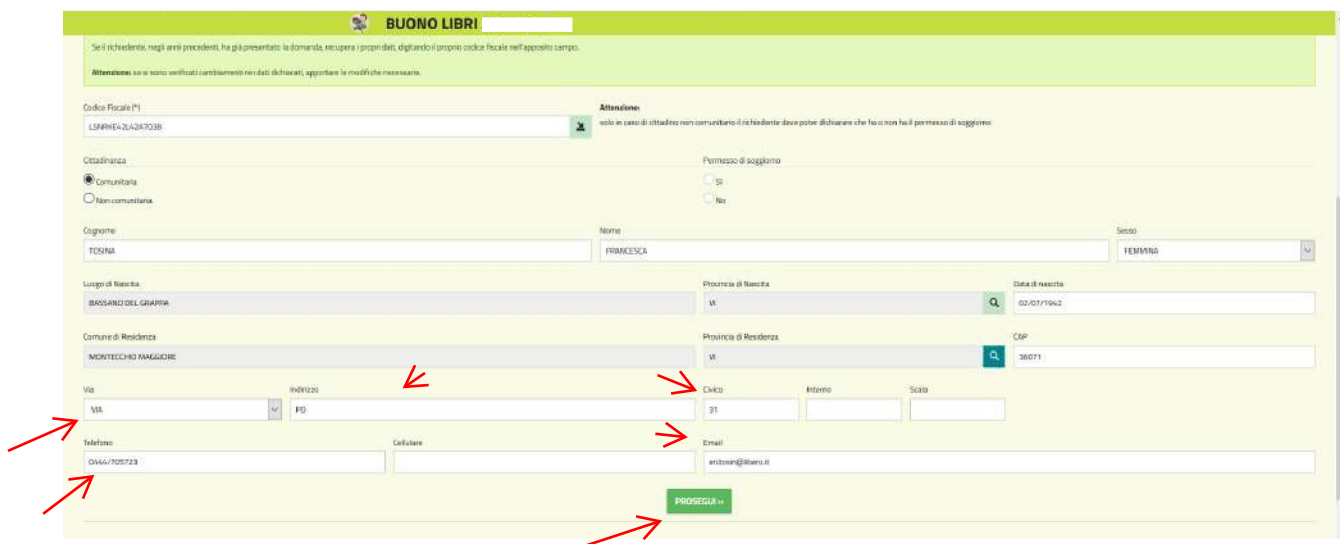 BUONO LIBRI
Se il richiedente, negli anni precedenti, ha già presentato la domanda, recupera i propri dati, digitando il proprio codice fiscale nell'apposito campo.
Attenzione: se si sono verificati cambiamenti nei dati dichiarati, apportare le modifiche necessarie.
Codice Fiscale (*)
Attenzione:
solo in caso di cittadino non comunitario il richiedente deve poter dichiarare che ha o non ha il permesso di soggiorno
Cittadinanza Permesso di soggiorno
Comunitaria Si
Non comunitaria No
Cognome Nome Sesso
TOSINA FRANCESCA FEMMINA
Luogo di Nascita Provincia di Nascita Data di nascita
BASSANO DEL GRAPPA VI 02/07/1942
Comune di Residenza Provincia di Residenza CAP
MONTECCHIO MAGGIORE VI 36071
Via Indirizzo Civico Interno Scala
VIA PO 31
Telefono Cellulare Email
0444/705723
PROSEGUI »